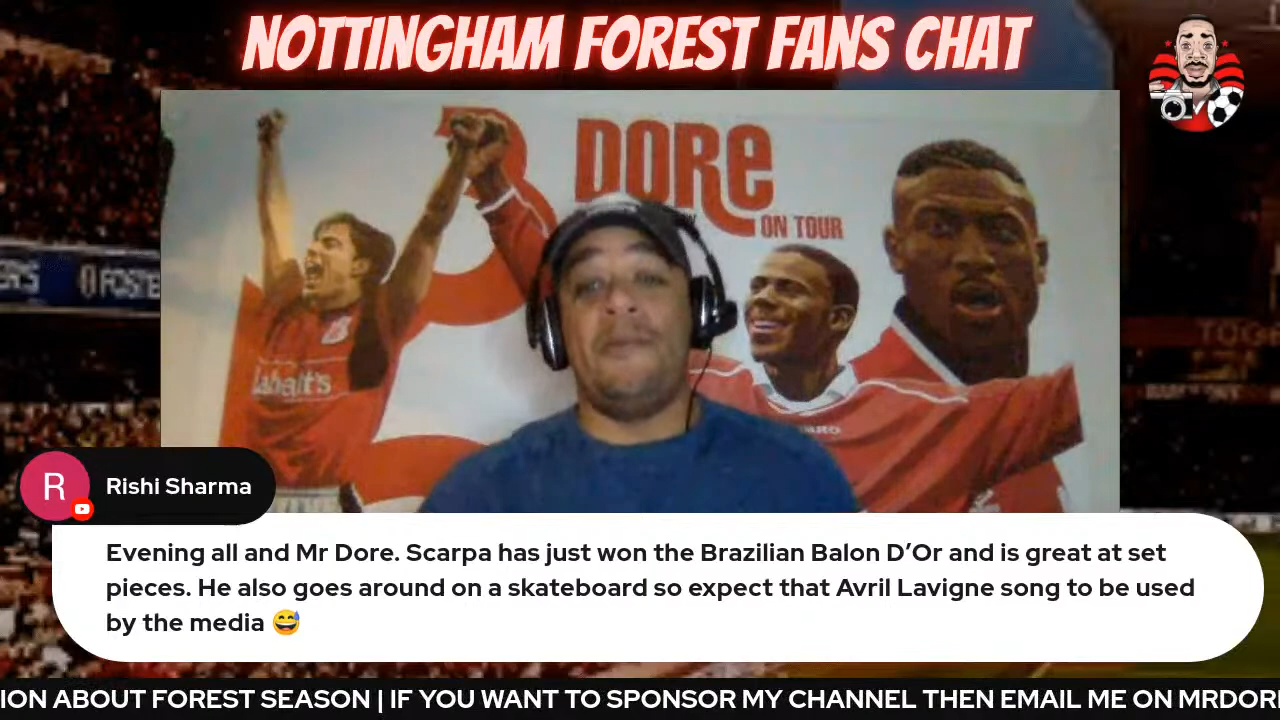 NOTTINGHAM FOREST FANS CHAT
DORE
ON TOUR
FOSTE
Labatt's
R
Rishi Sharma
Evening all and Mr Dore. Scarpa has just won the Brazilian Balon D’Or and is great at set
pieces. He also goes around on a skateboard so expect that Avril Lavigne song to be used
by the media 😅
ION ABOUT FOREST SEASON | IF YOU WANT TO SPONSOR MY CHANNEL THEN EMAIL ME ON MRDOR